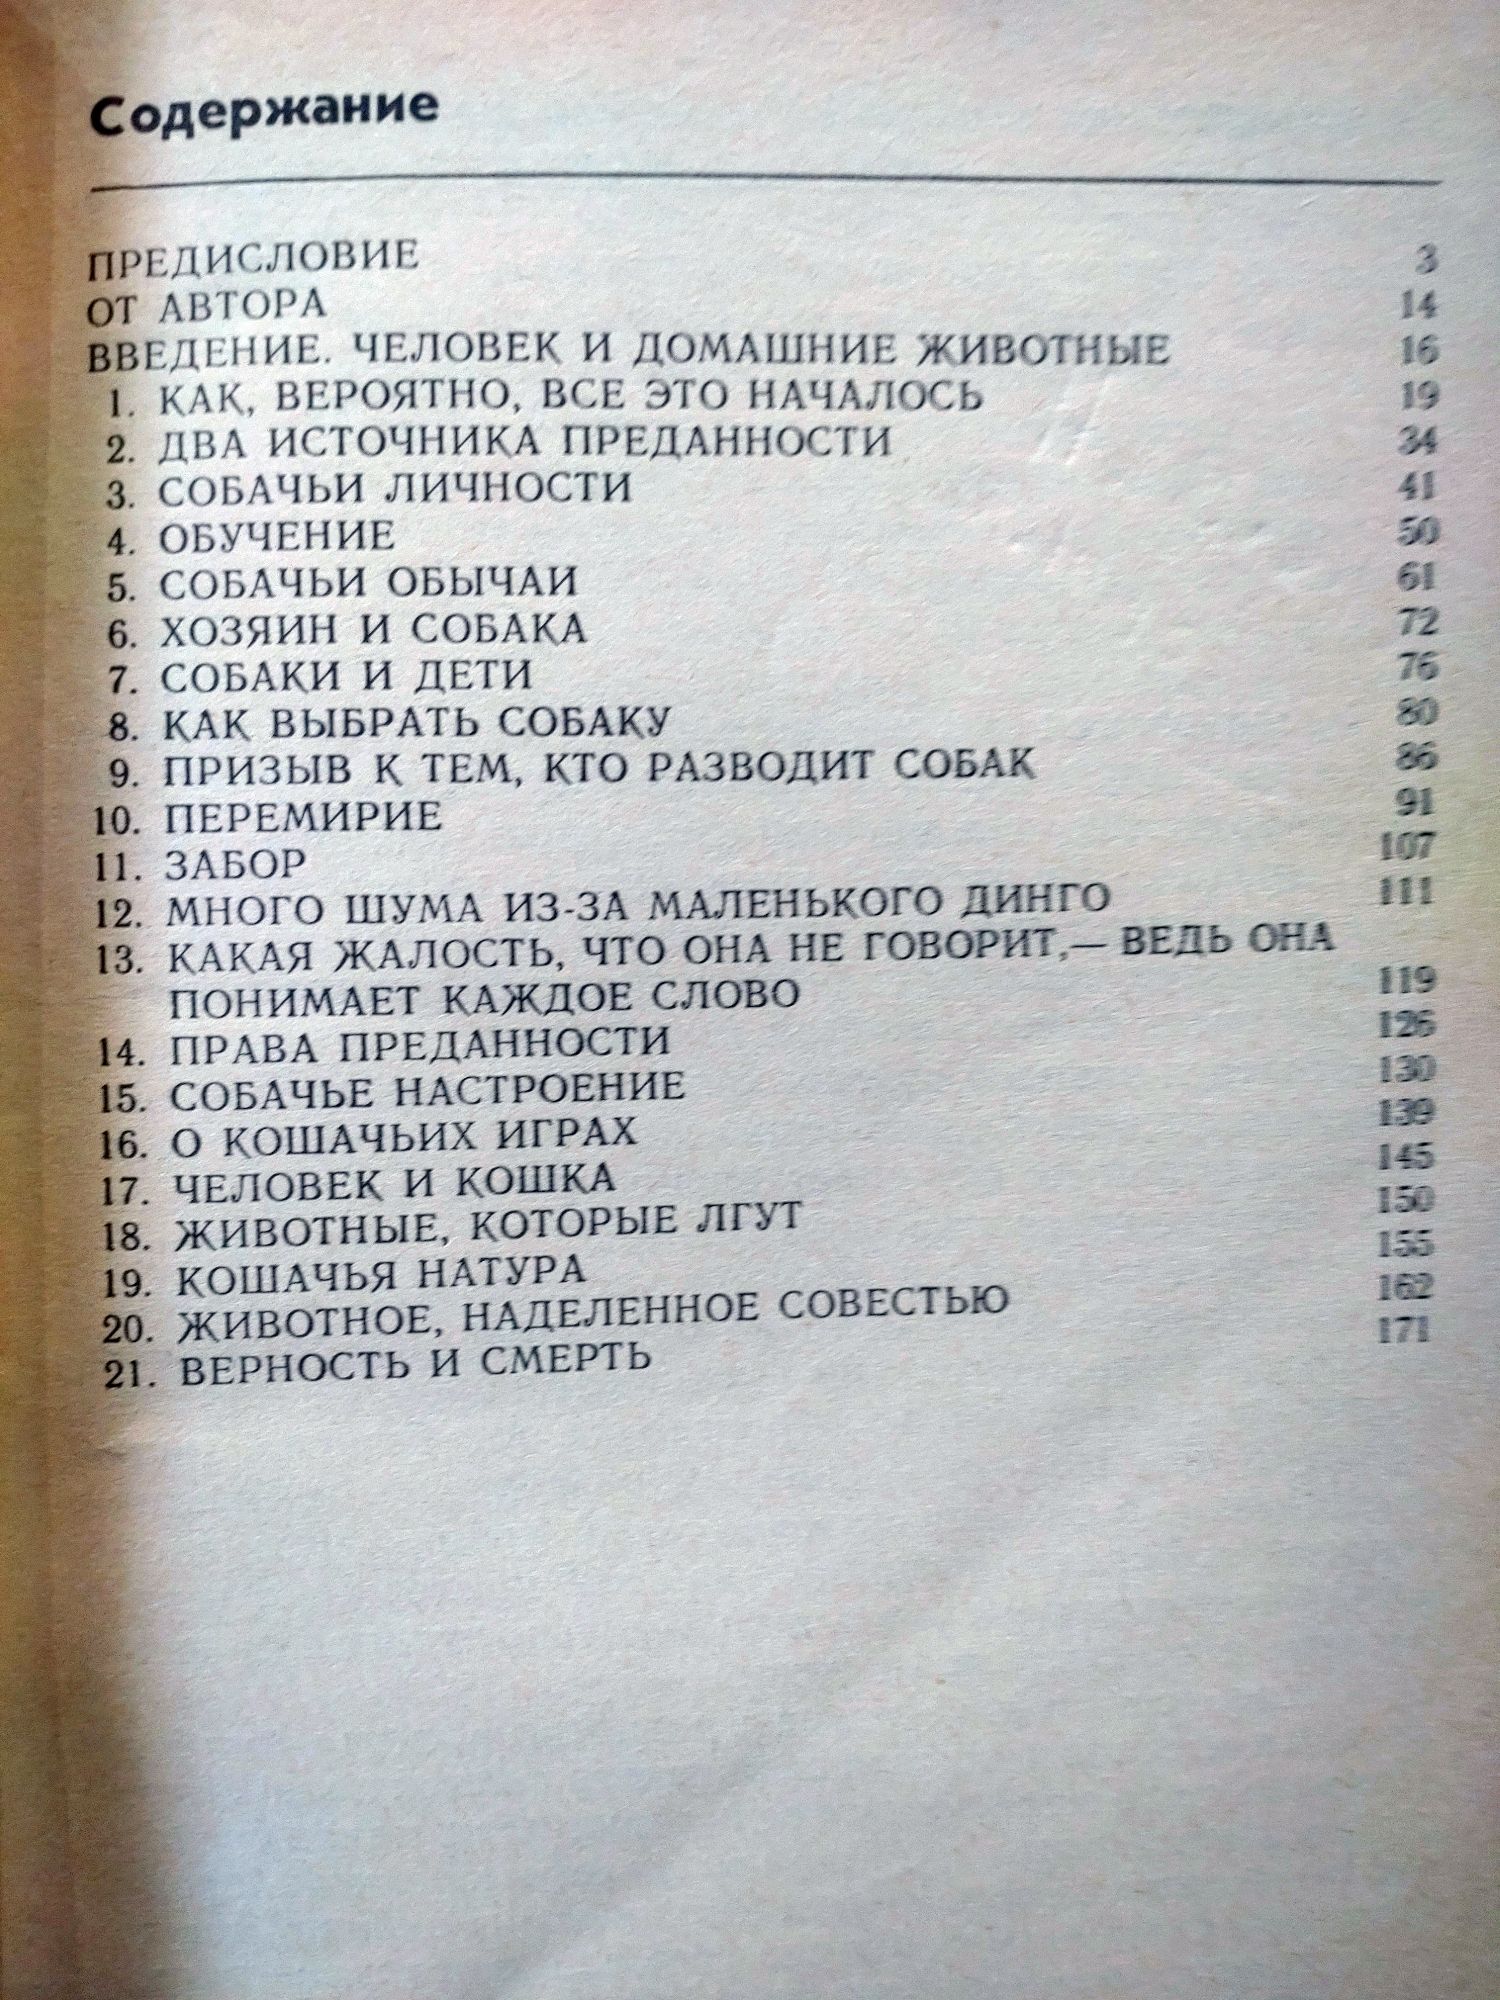 Содержание
ПРЕДИСЛОВИЕ 3
ОТ АВТОРА 14
ВВЕДЕНИЕ. ЧЕЛОВЕК И ДОМАШНИЕ ЖИВОТНЫЕ 16
1. КАК, ВЕРОЯТНО, ВСЕ ЭТО НАЧАЛОСЬ 19
2. ДВА ИСТОЧНИКА ПРЕДАННОСТИ 34
3. СОБАЧЬИ ЛИЧНОСТИ 41
4. ОБУЧЕНИЕ 50
5. СОБАЧЬИ ОБЫЧАИ 61
6. ХОЗЯИН И СОБАКА 72
7. СОБАКИ И ДЕТИ 76
8. КАК ВЫБРАТЬ СОБАКУ 80
9. ПРИЗЫВ К ТЕМ, КТО РАЗВОДИТ СОБАК 86
10. ПЕРЕМИРИЕ 91
11. ЗАБОР 107
12. МНОГО ШУМА ИЗ-ЗА МАЛЕНЬКОГО ДИНГО 111
13. КАКАЯ ЖАЛОСТЬ, ЧТО ОНА НЕ ГОВОРИТ,— ВЕДЬ ОНА
ПОНИМАЕТ КАЖДОЕ СЛОВО 119
14. ПРАВА ПРЕДАННОСТИ 126
15. СОБАЧЬЕ НАСТРОЕНИЕ 130
16. О КОШАЧЬИХ ИГРАХ 139
17. ЧЕЛОВЕК И КОШКА 145
18. ЖИВОТНЫЕ, КОТОРЫЕ ЛГУТ 150
19. КОШАЧЬЯ НАТУРА 155
20. ЖИВОТНОЕ, НАДЕЛЕННОЕ СОВЕСТЬЮ 162
21. ВЕРНОСТЬ И СМЕРТЬ 171